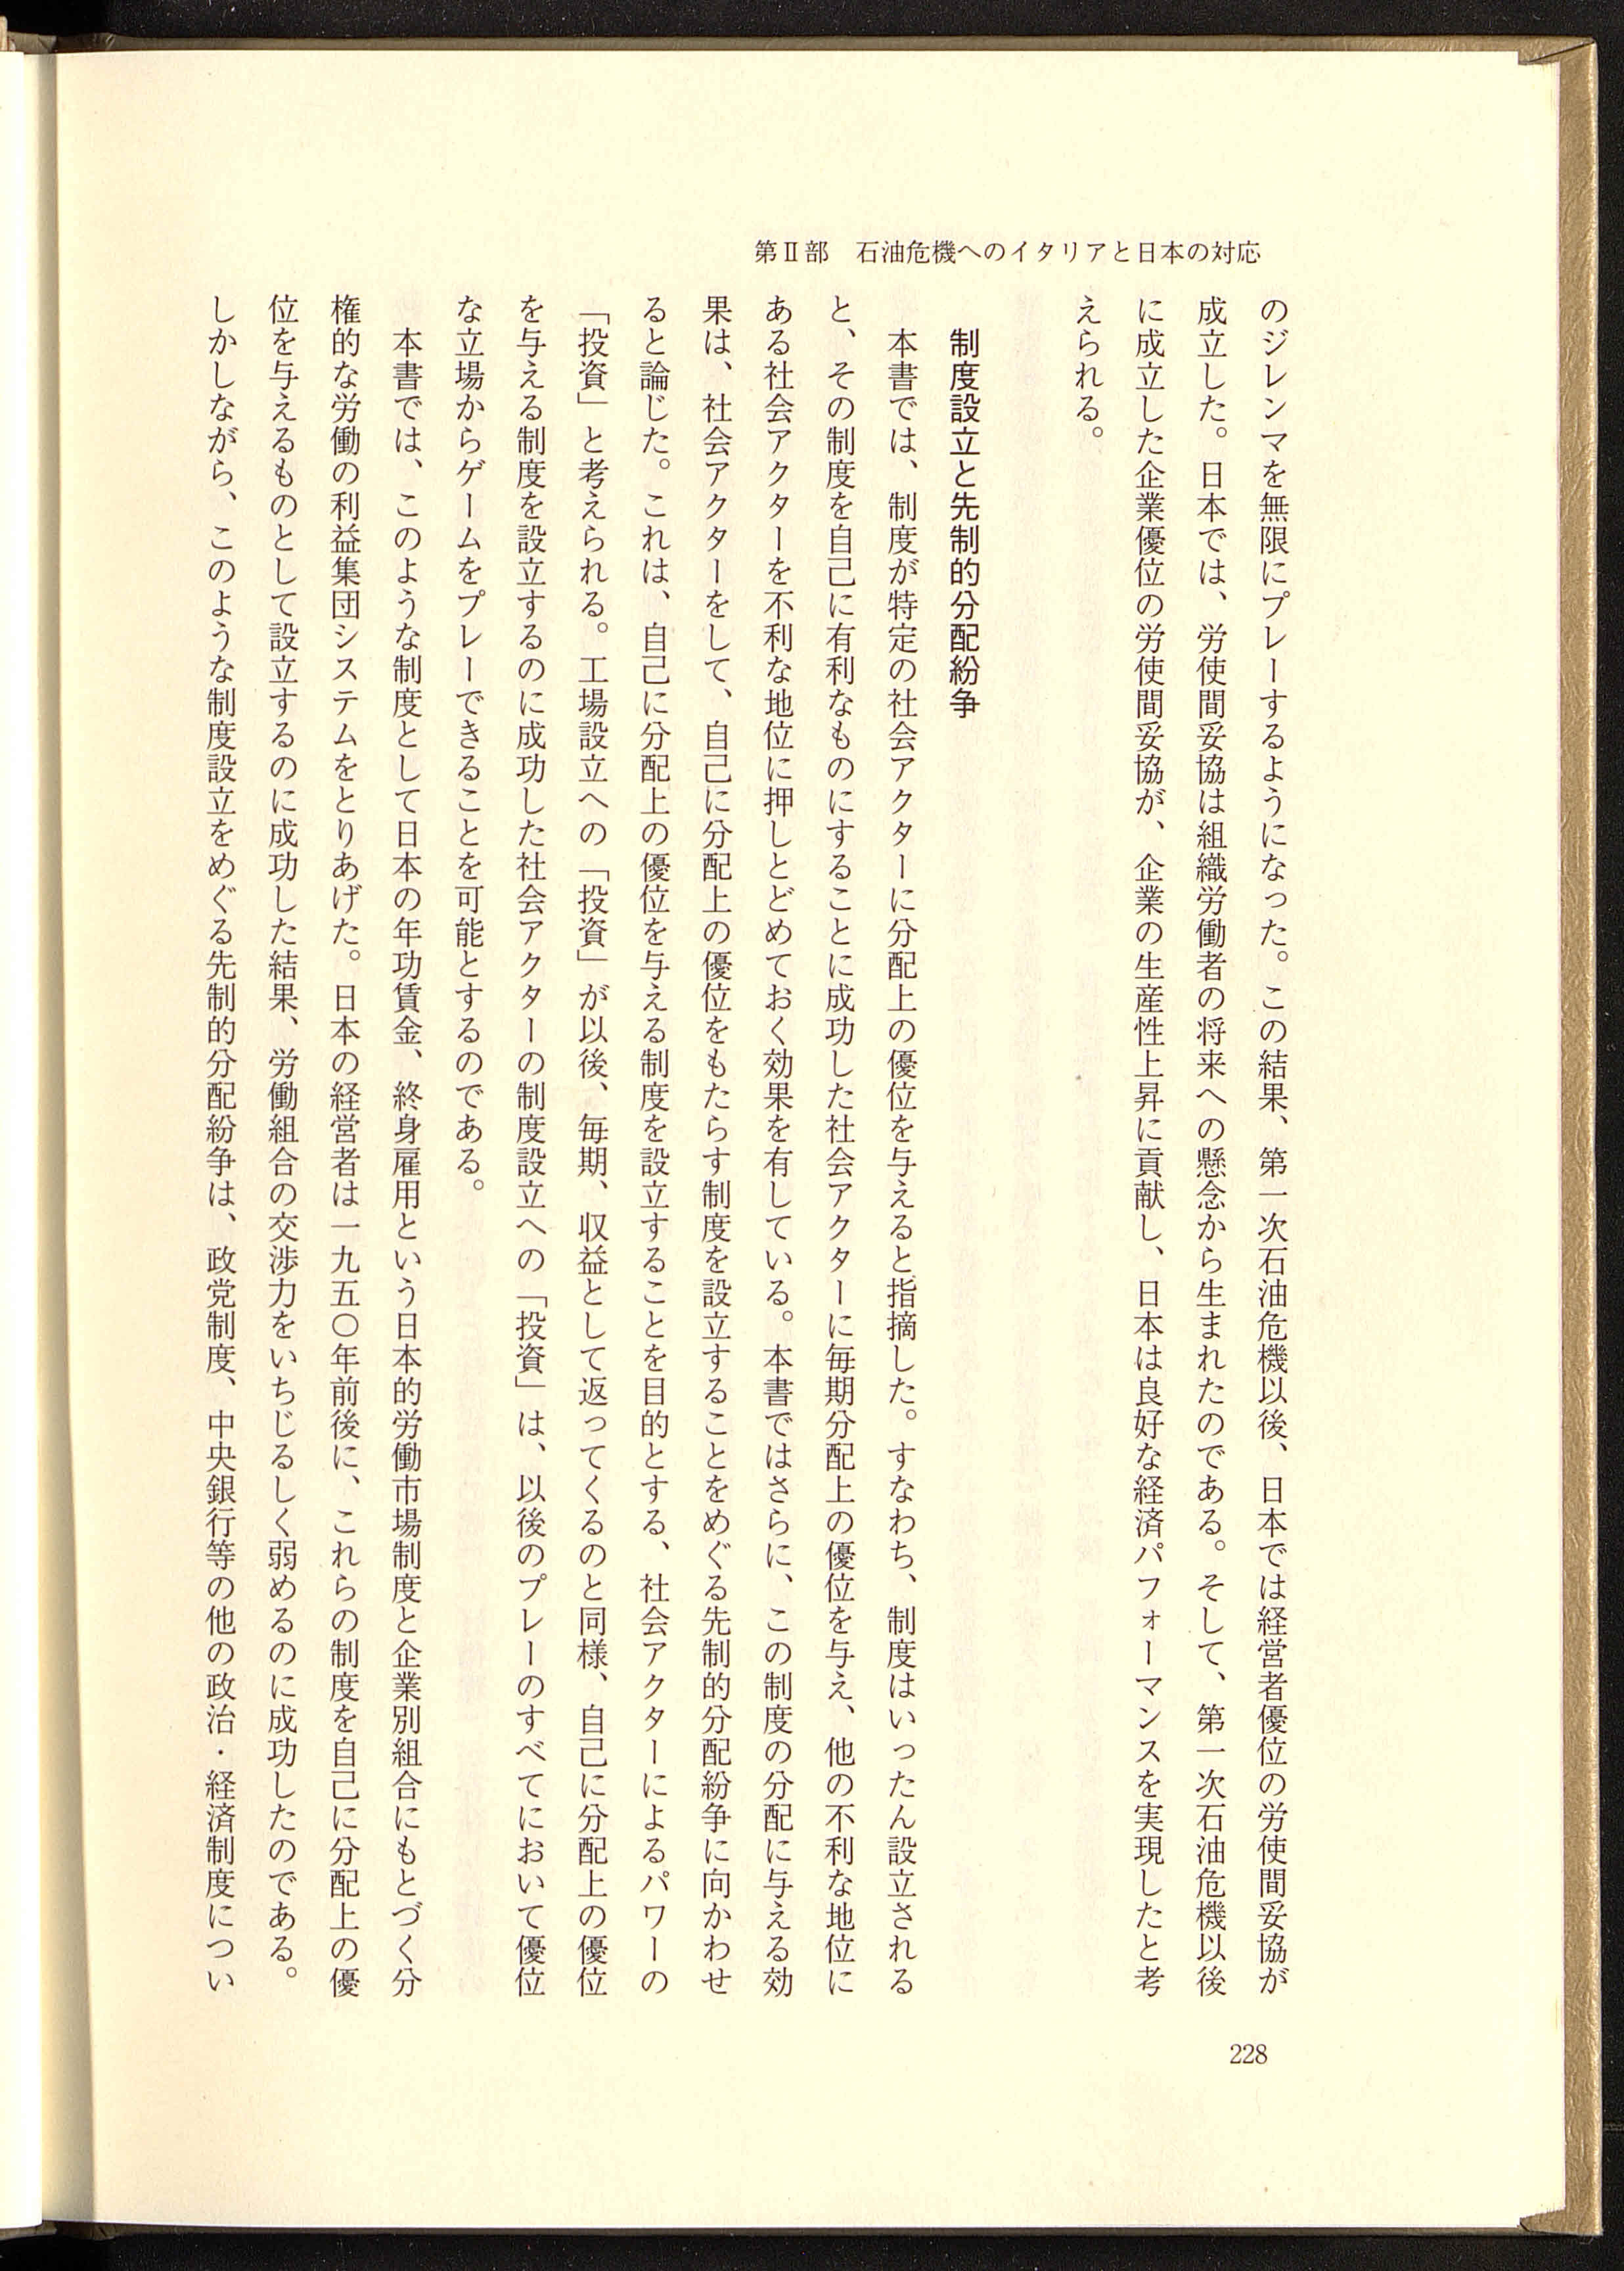 第Ⅱ部　石油危機へのイタリアと日本の対応
のジレンマを無限にプレーするようになった。この結果、第一次石油危機以後、日本では経営者優位の労使間妥協が
成立した。日本では、労使間妥協は組織労働者の将来への懸念から生まれたのである。そして、第一次石油危機以後
に成立した企業優位の労使間妥協が、企業の生産性上昇に貢献し、日本は良好な経済パフォーマンスを実現したと考
えられる。
制度設立と先制的分配紛争
本書では、制度が特定の社会アクターに分配上の優位を与えると指摘した。すなわち、制度はいったん設立される
と、その制度を自己に有利なものにすることに成功した社会アクターに毎期分配上の優位を与え、他の不利な地位に
ある社会アクターを不利な地位に押しとどめておく効果を有している。本書ではさらに、この制度の分配に与える効
果は、社会アクターをして、自己に分配上の優位をもたらす制度を設立することをめぐる先制的分配紛争に向かわせ
ると論じた。これは、自己に分配上の優位を与える制度を設立することを目的とする、社会アクターによるパワーの
「投資」と考えられる。工場設立への「投資」が以後、毎期、収益として返ってくるのと同様、自己に分配上の優位
を与える制度を設立するのに成功した社会アクターの制度設立への「投資」は、以後のプレーのすべてにおいて優位
な立場からゲームをプレーできることを可能とするのである。
本書では、このような制度として日本の年功賃金、終身雇用という日本的労働市場制度と企業別組合にもとづく分
権的な労働の利益集団システムをとりあげた。日本の経営者は一九五〇年前後に、これらの制度を自己に分配上の優
位を与えるものとして設立するのに成功した結果、労働組合の交渉力をいちじるしく弱めるのに成功したのである。
しかしながら、このような制度設立をめぐる先制的分配紛争は、政党制度、中央銀行等の他の政治・経済制度につい
228